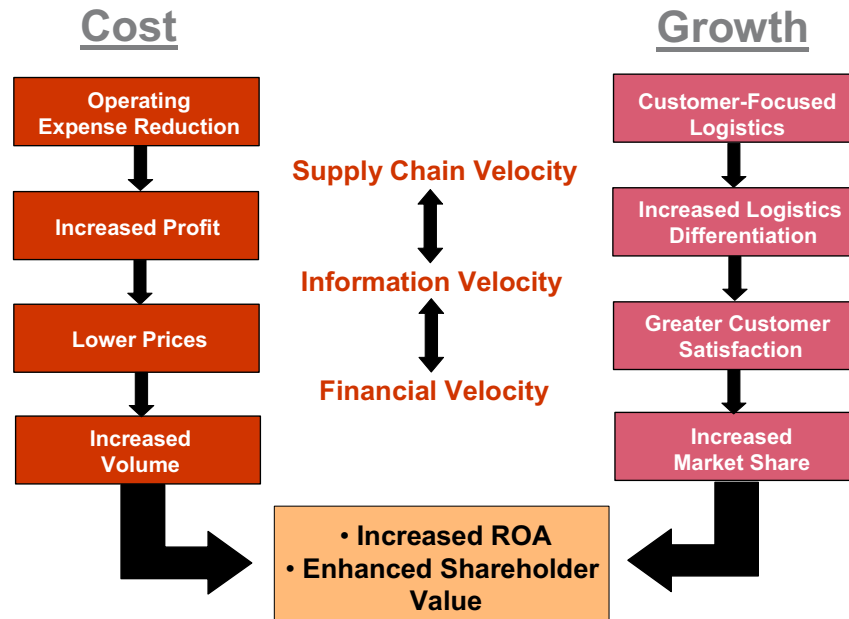 Cost
Growth
Operating
Expense Reduction
Increased Profit
Lower Prices
Increased
Volume
Supply Chain Velocity
Information Velocity
Financial Velocity
Customer-Focused
Logistics
Increased Logistics
Differentiation
Greater Customer
Satisfaction
Increased
Market Share
• Increased ROA
• Enhanced Shareholder
Value